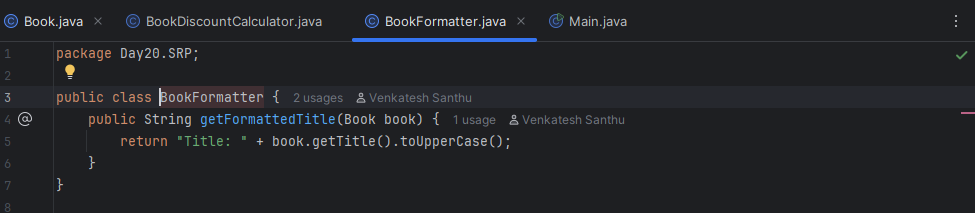 Book.java
BookDiscountCalculator.java
BookFormatter.java
Main.java
1 package Day20.SRP;
2
3 public class BookFormatter { 2 usages Venkatesh Santhu
4 @ public String getFormattedTitle(Book book) { 1 usage Venkatesh Santhu
5 return "Title: " + book.getTitle().toUpperCase();
6 }
7 }
8